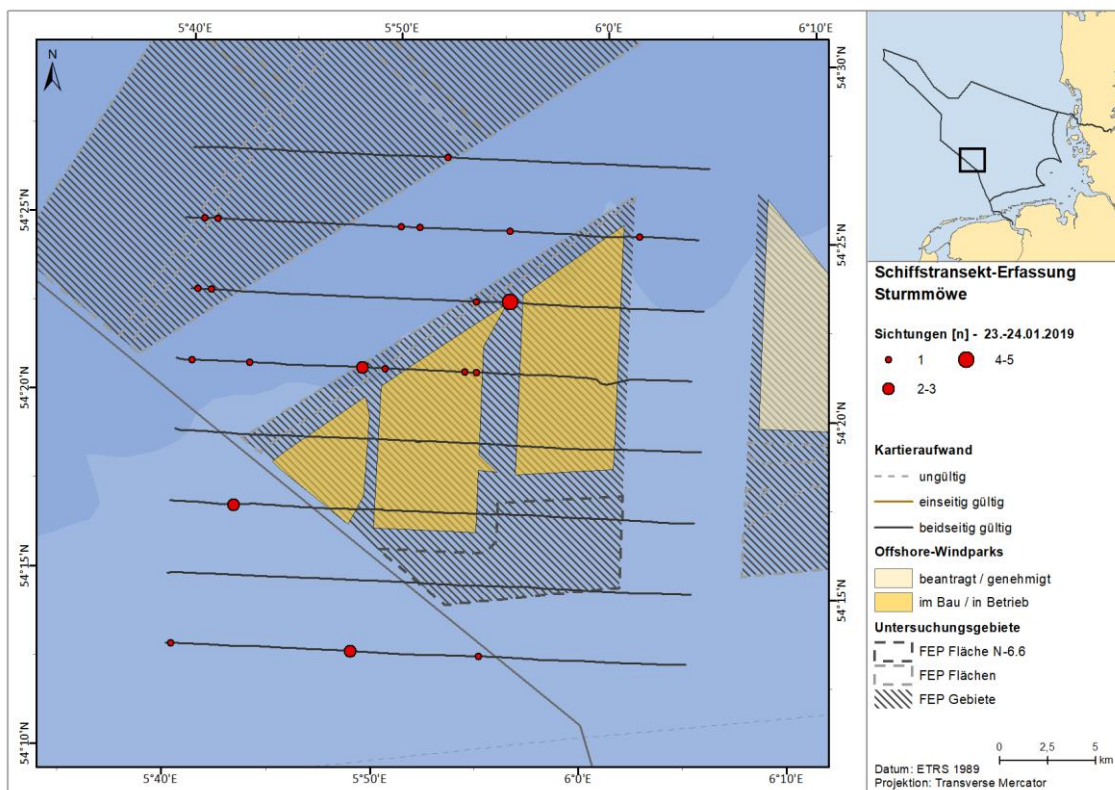 5°40'E 5°50'E 6°0'E 6°10'E
N
54°30'N
54°25'N
54°25'N
54°20'N
54°20'N
54°15'N
54°15'N
54°10'N
5°40'E 5°50'E 6°0'E 6°10'E
Schiffstransekt-Erfassung
Sturmmöwe
Sichtungen [n] - 23.-24.01.2019
1 4-5
2-3
Kartieraufwand
ungültig
einseitig gültig
beidseitig gültig
Offshore-Windparks
beantragt / genehmigt
im Bau / in Betrieb
Untersuchungsgebiete
FEP Fläche N-6.6
FEP Flächen
FEP Gebiete
0 2,5 5
km
Datum: ETRS 1989
Projektion: Transverse Mercator